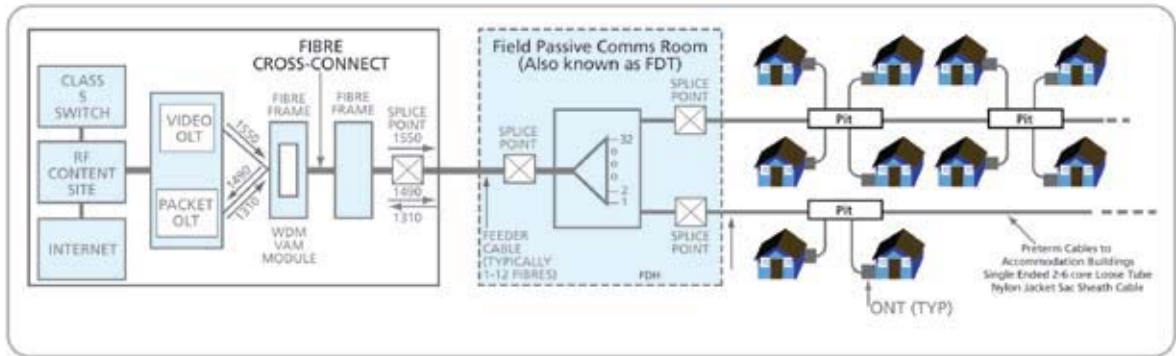 CLASS
5
SWITCH
RF
CONTENT
SITE
INTERNET
VIDEO
OLT
PACKET
OLT
1550
1490
1310
FIBRE
CROSS-CONNECT
FIBRE
FRAME
WDM
VAM
MODULE
FIBRE
FRAME
SPLICE
POINT
1550
1490
1310
Field Passive Comms Room
(Also known as FDT)
SPLICE
POINT
FEEDER
CABLE
(TYPICALLY
1-12 FIBRES)
32
2
1
SPLICE
POINT
SPLICE
POINT
FDH
Pit
Pit
Pit
Preterm Cables to
Accommodation Buildings
Single Ended 2-6 core Loose Tube
Nylon Jacket Sac Sheath Cable
ONT (TYP)